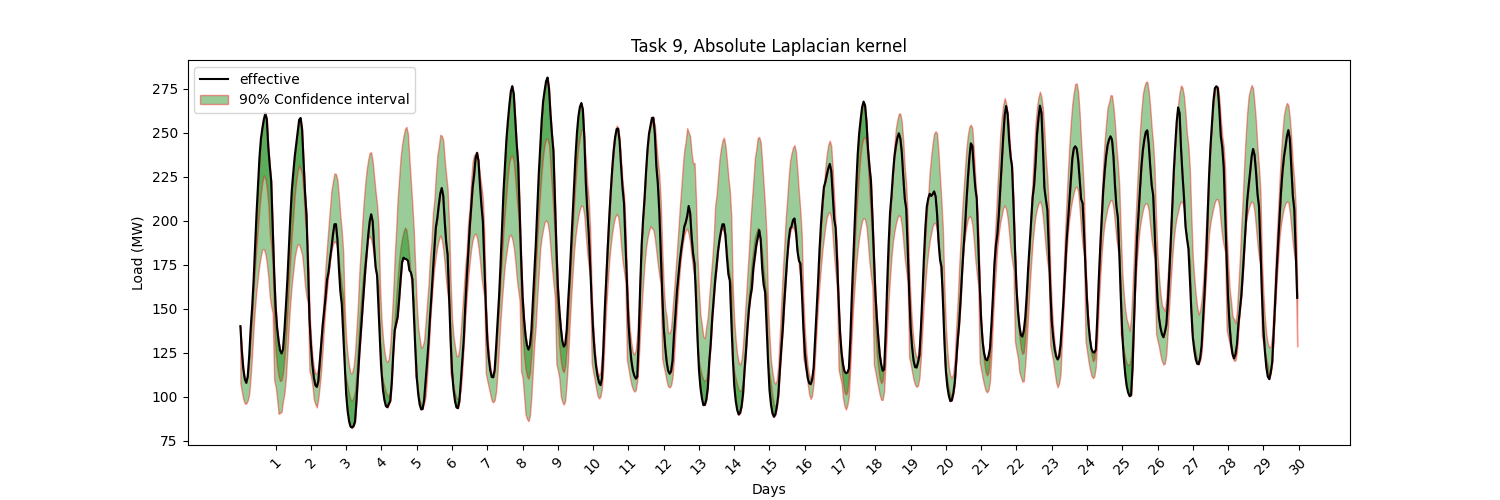 Task 9, Absolute Laplacian kernel
effective
90% Confidence interval
Load (MW)
275
250
225
200
175
150
125
100
75
1 2 3 4 5 6 7 8 9 10 11 12 13 14 15 16 17 18 19 20 21 22 23 24 25 26 27 28 29 30
Days